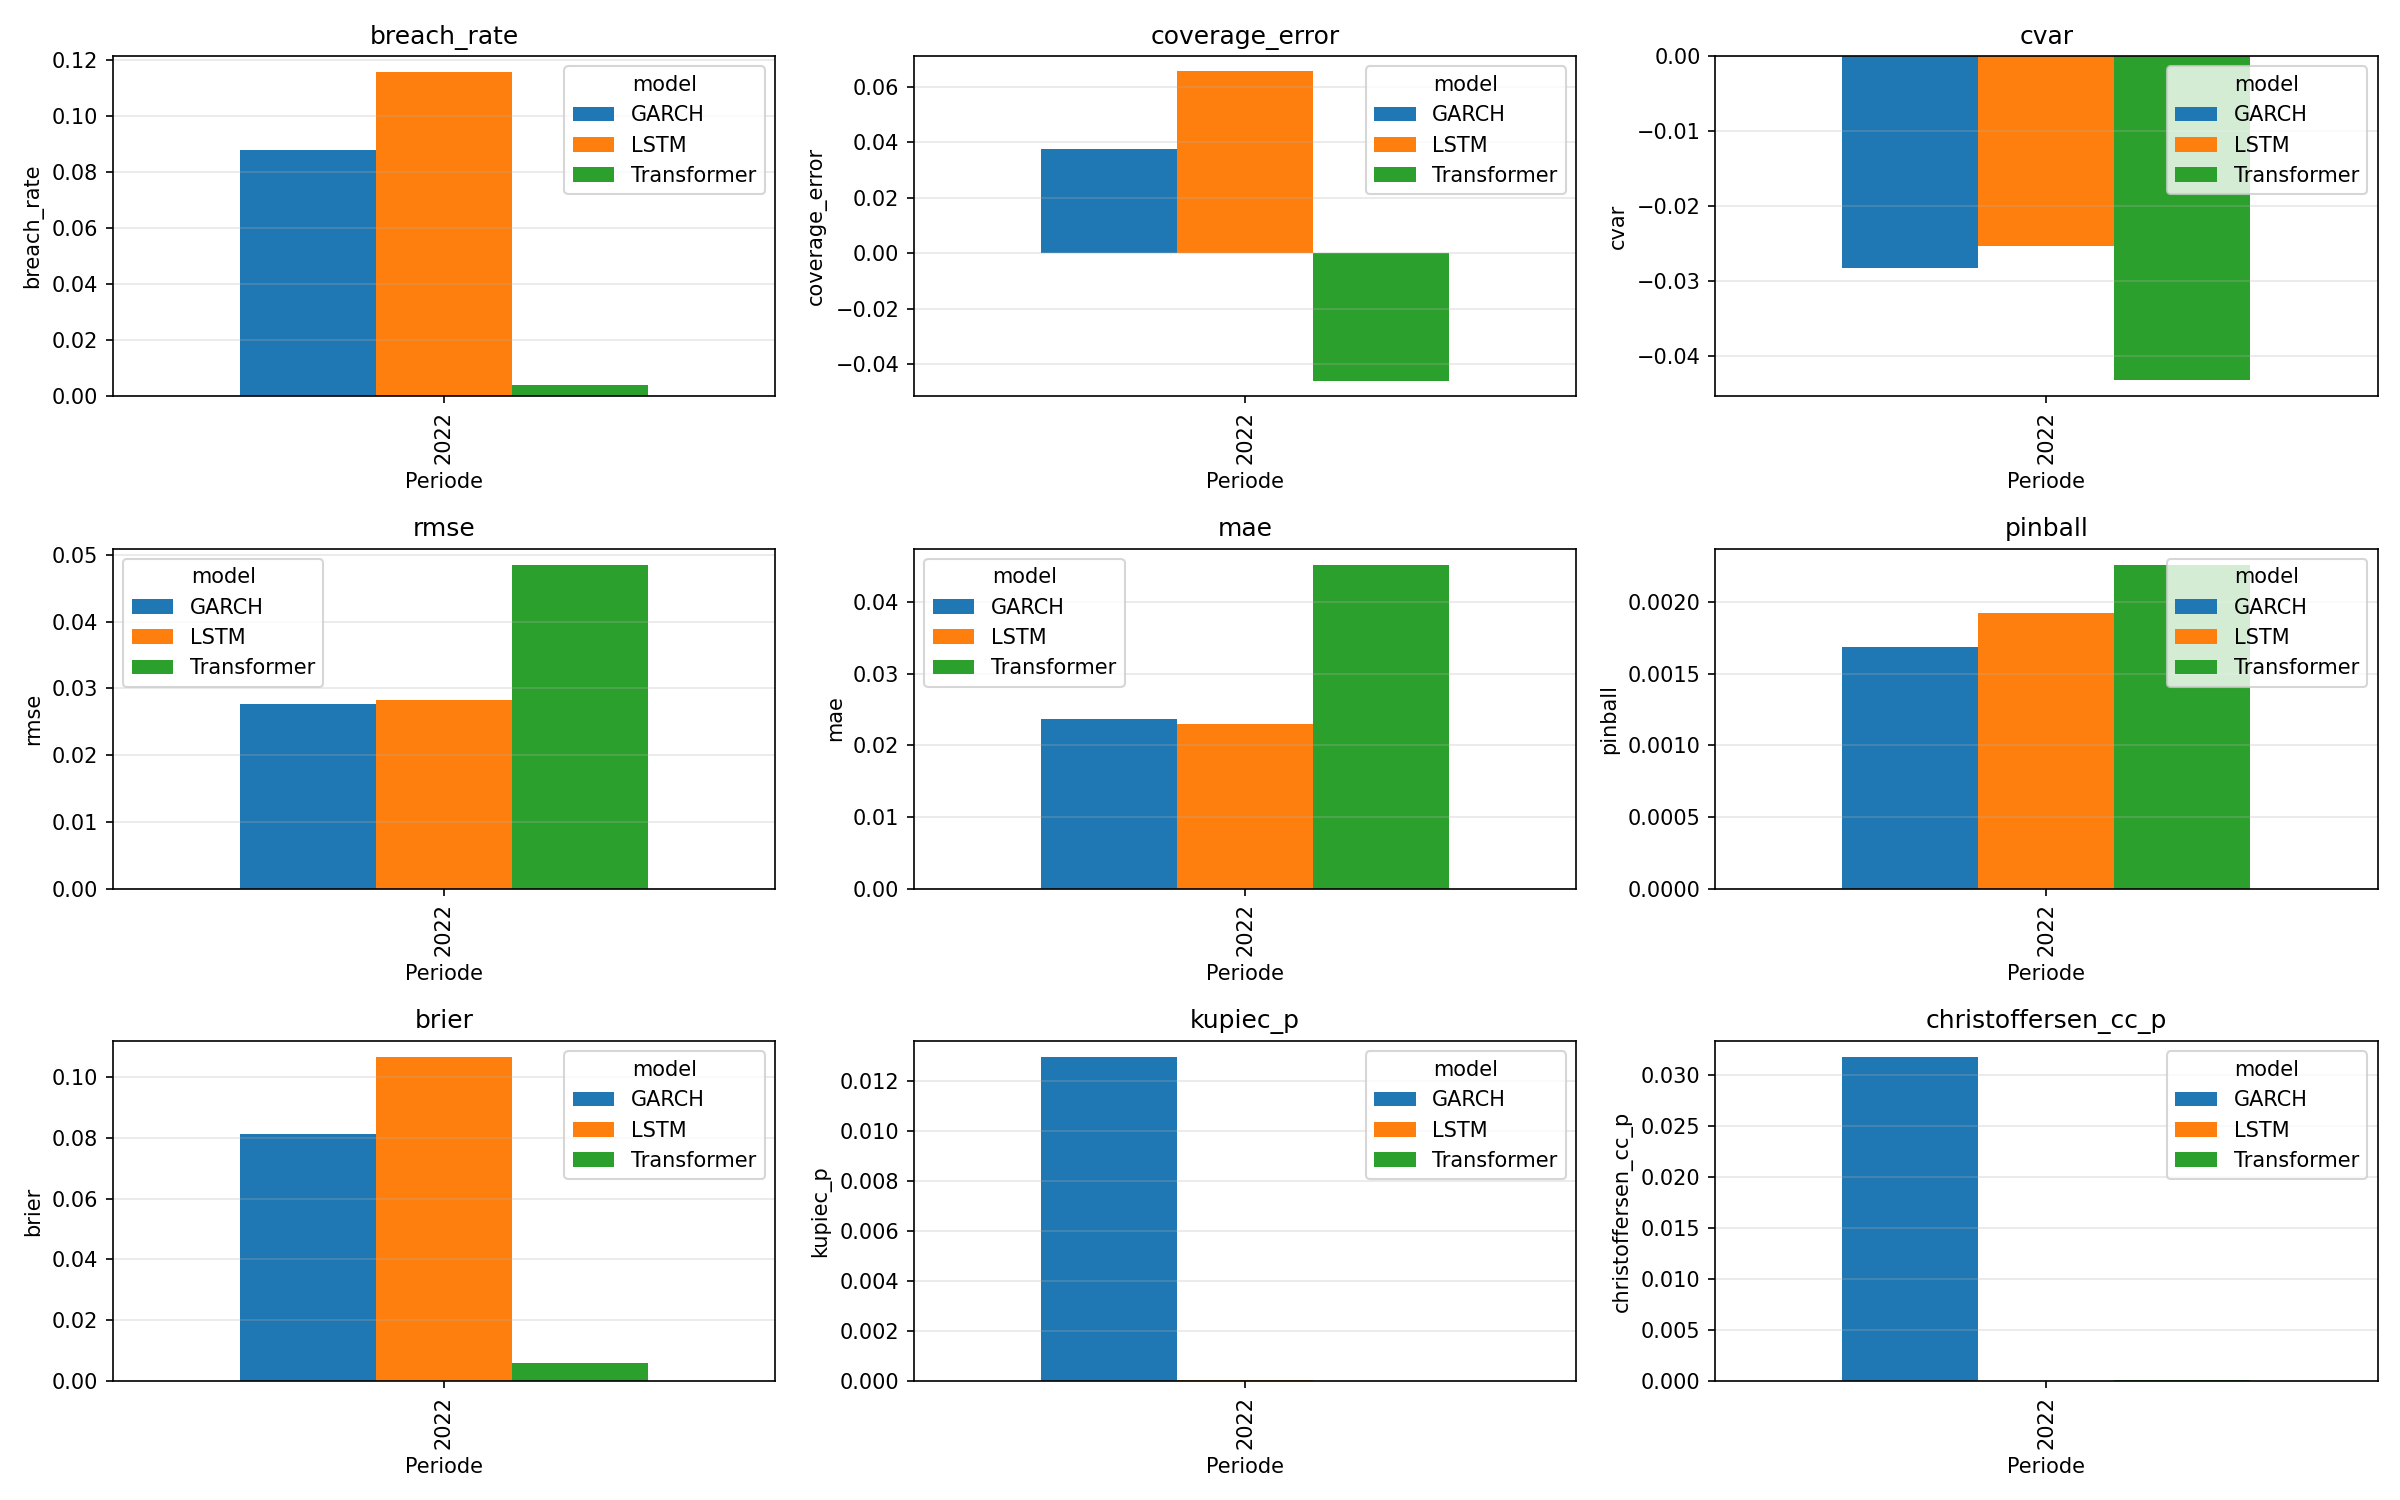 breach_rate
0.12
0.10
0.08
0.06
0.04
0.02
0.00
breach_rate
model
GARCH
LSTM
Transformer
2022
Periode
coverage_error
0.06
0.04
0.02
0.00
−0.02
−0.04
coverage_error
model
GARCH
LSTM
Transformer
2022
Periode
cvar
0.00
−0.01
−0.02
−0.03
−0.04
cvar
model
GARCH
LSTM
Transformer
2022
Periode
rmse
0.05
0.04
0.03
0.02
0.01
0.00
rmse
model
GARCH
LSTM
Transformer
2022
Periode
mae
0.04
0.03
0.02
0.01
0.00
mae
model
GARCH
LSTM
Transformer
2022
Periode
pinball
0.0020
0.0015
0.0010
0.0005
0.0000
pinball
model
GARCH
LSTM
Transformer
2022
Periode
brier
0.10
0.08
0.06
0.04
0.02
0.00
brier
model
GARCH
LSTM
Transformer
2022
Periode
kupiec_p
0.012
0.010
0.008
0.006
0.004
0.002
0.000
kupiec_p
model
GARCH
LSTM
Transformer
2022
Periode
christoffersen_cc_p
0.030
0.025
0.020
0.015
0.010
0.005
0.000
christoffersen_cc_p
model
GARCH
LSTM
Transformer
2022
Periode